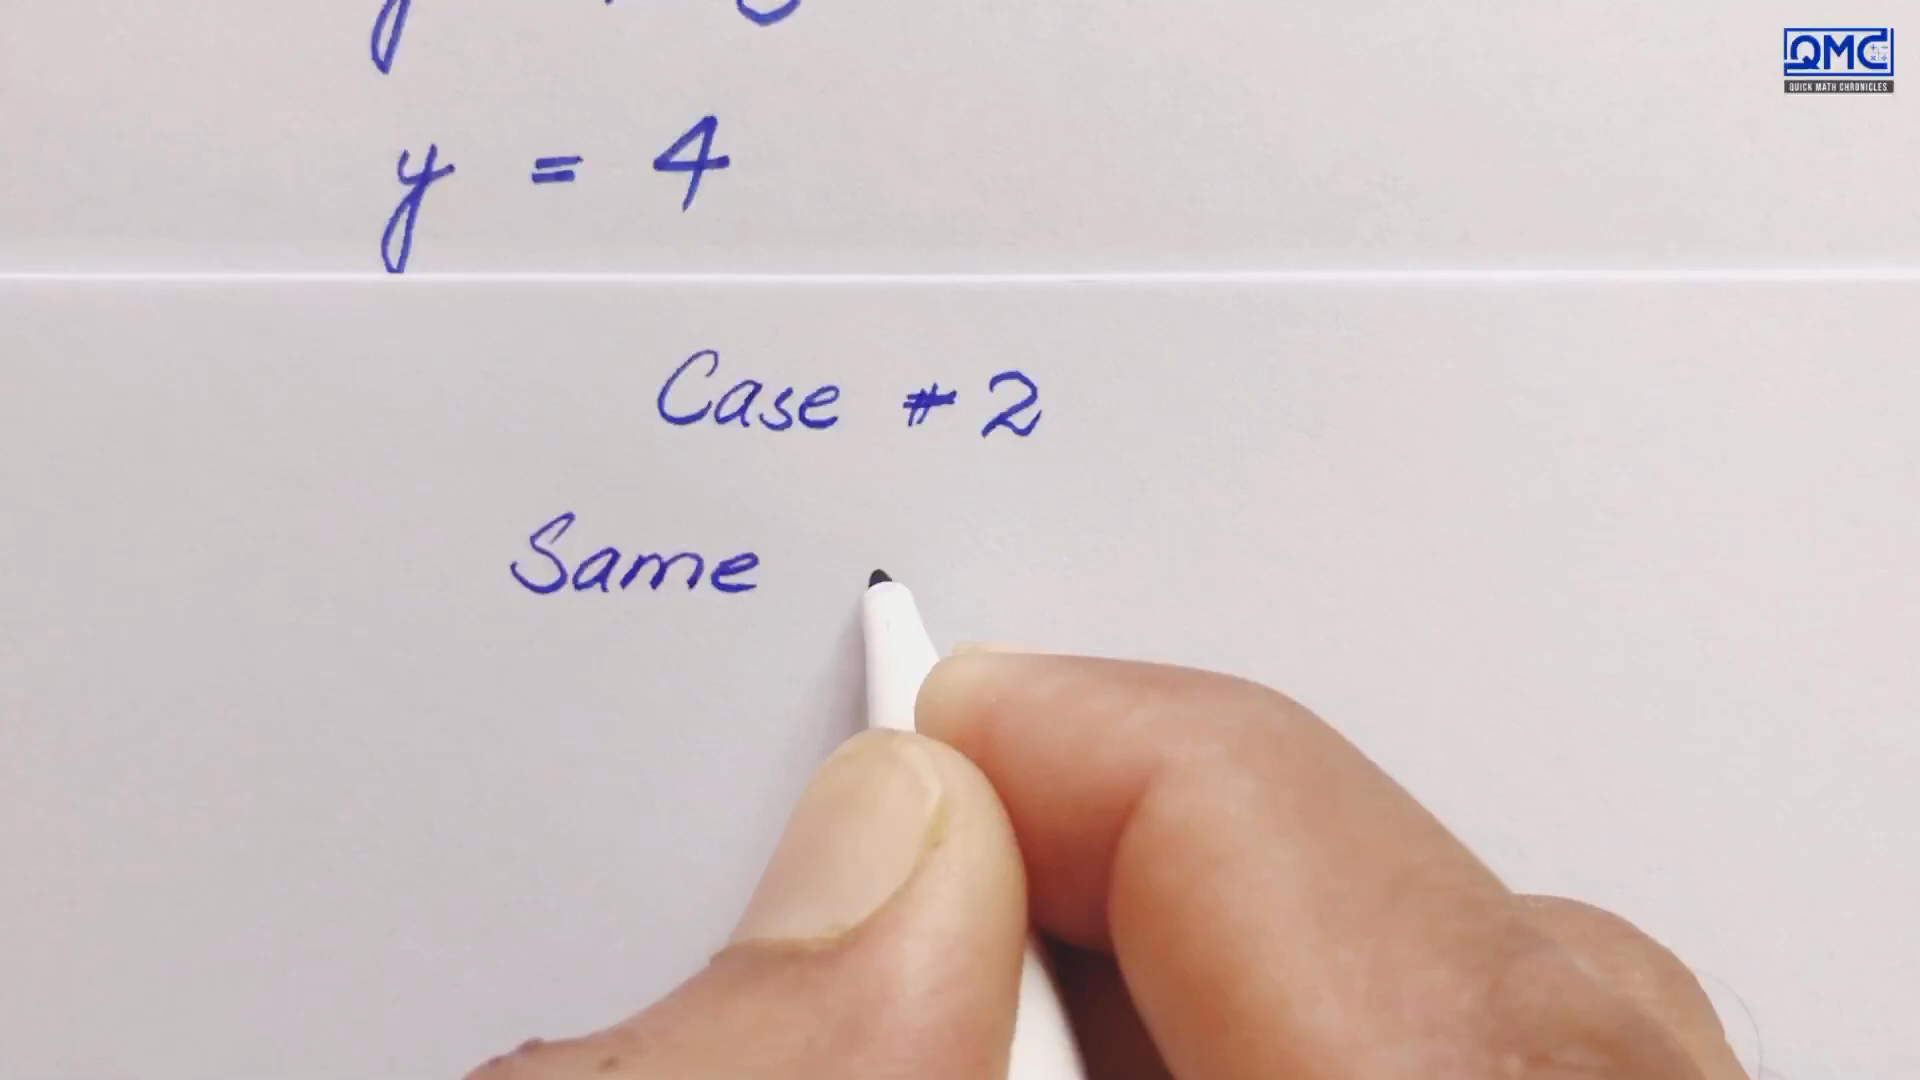 QMC
QUICK MATH CHRONICLES
y = 4
Case #2
Same